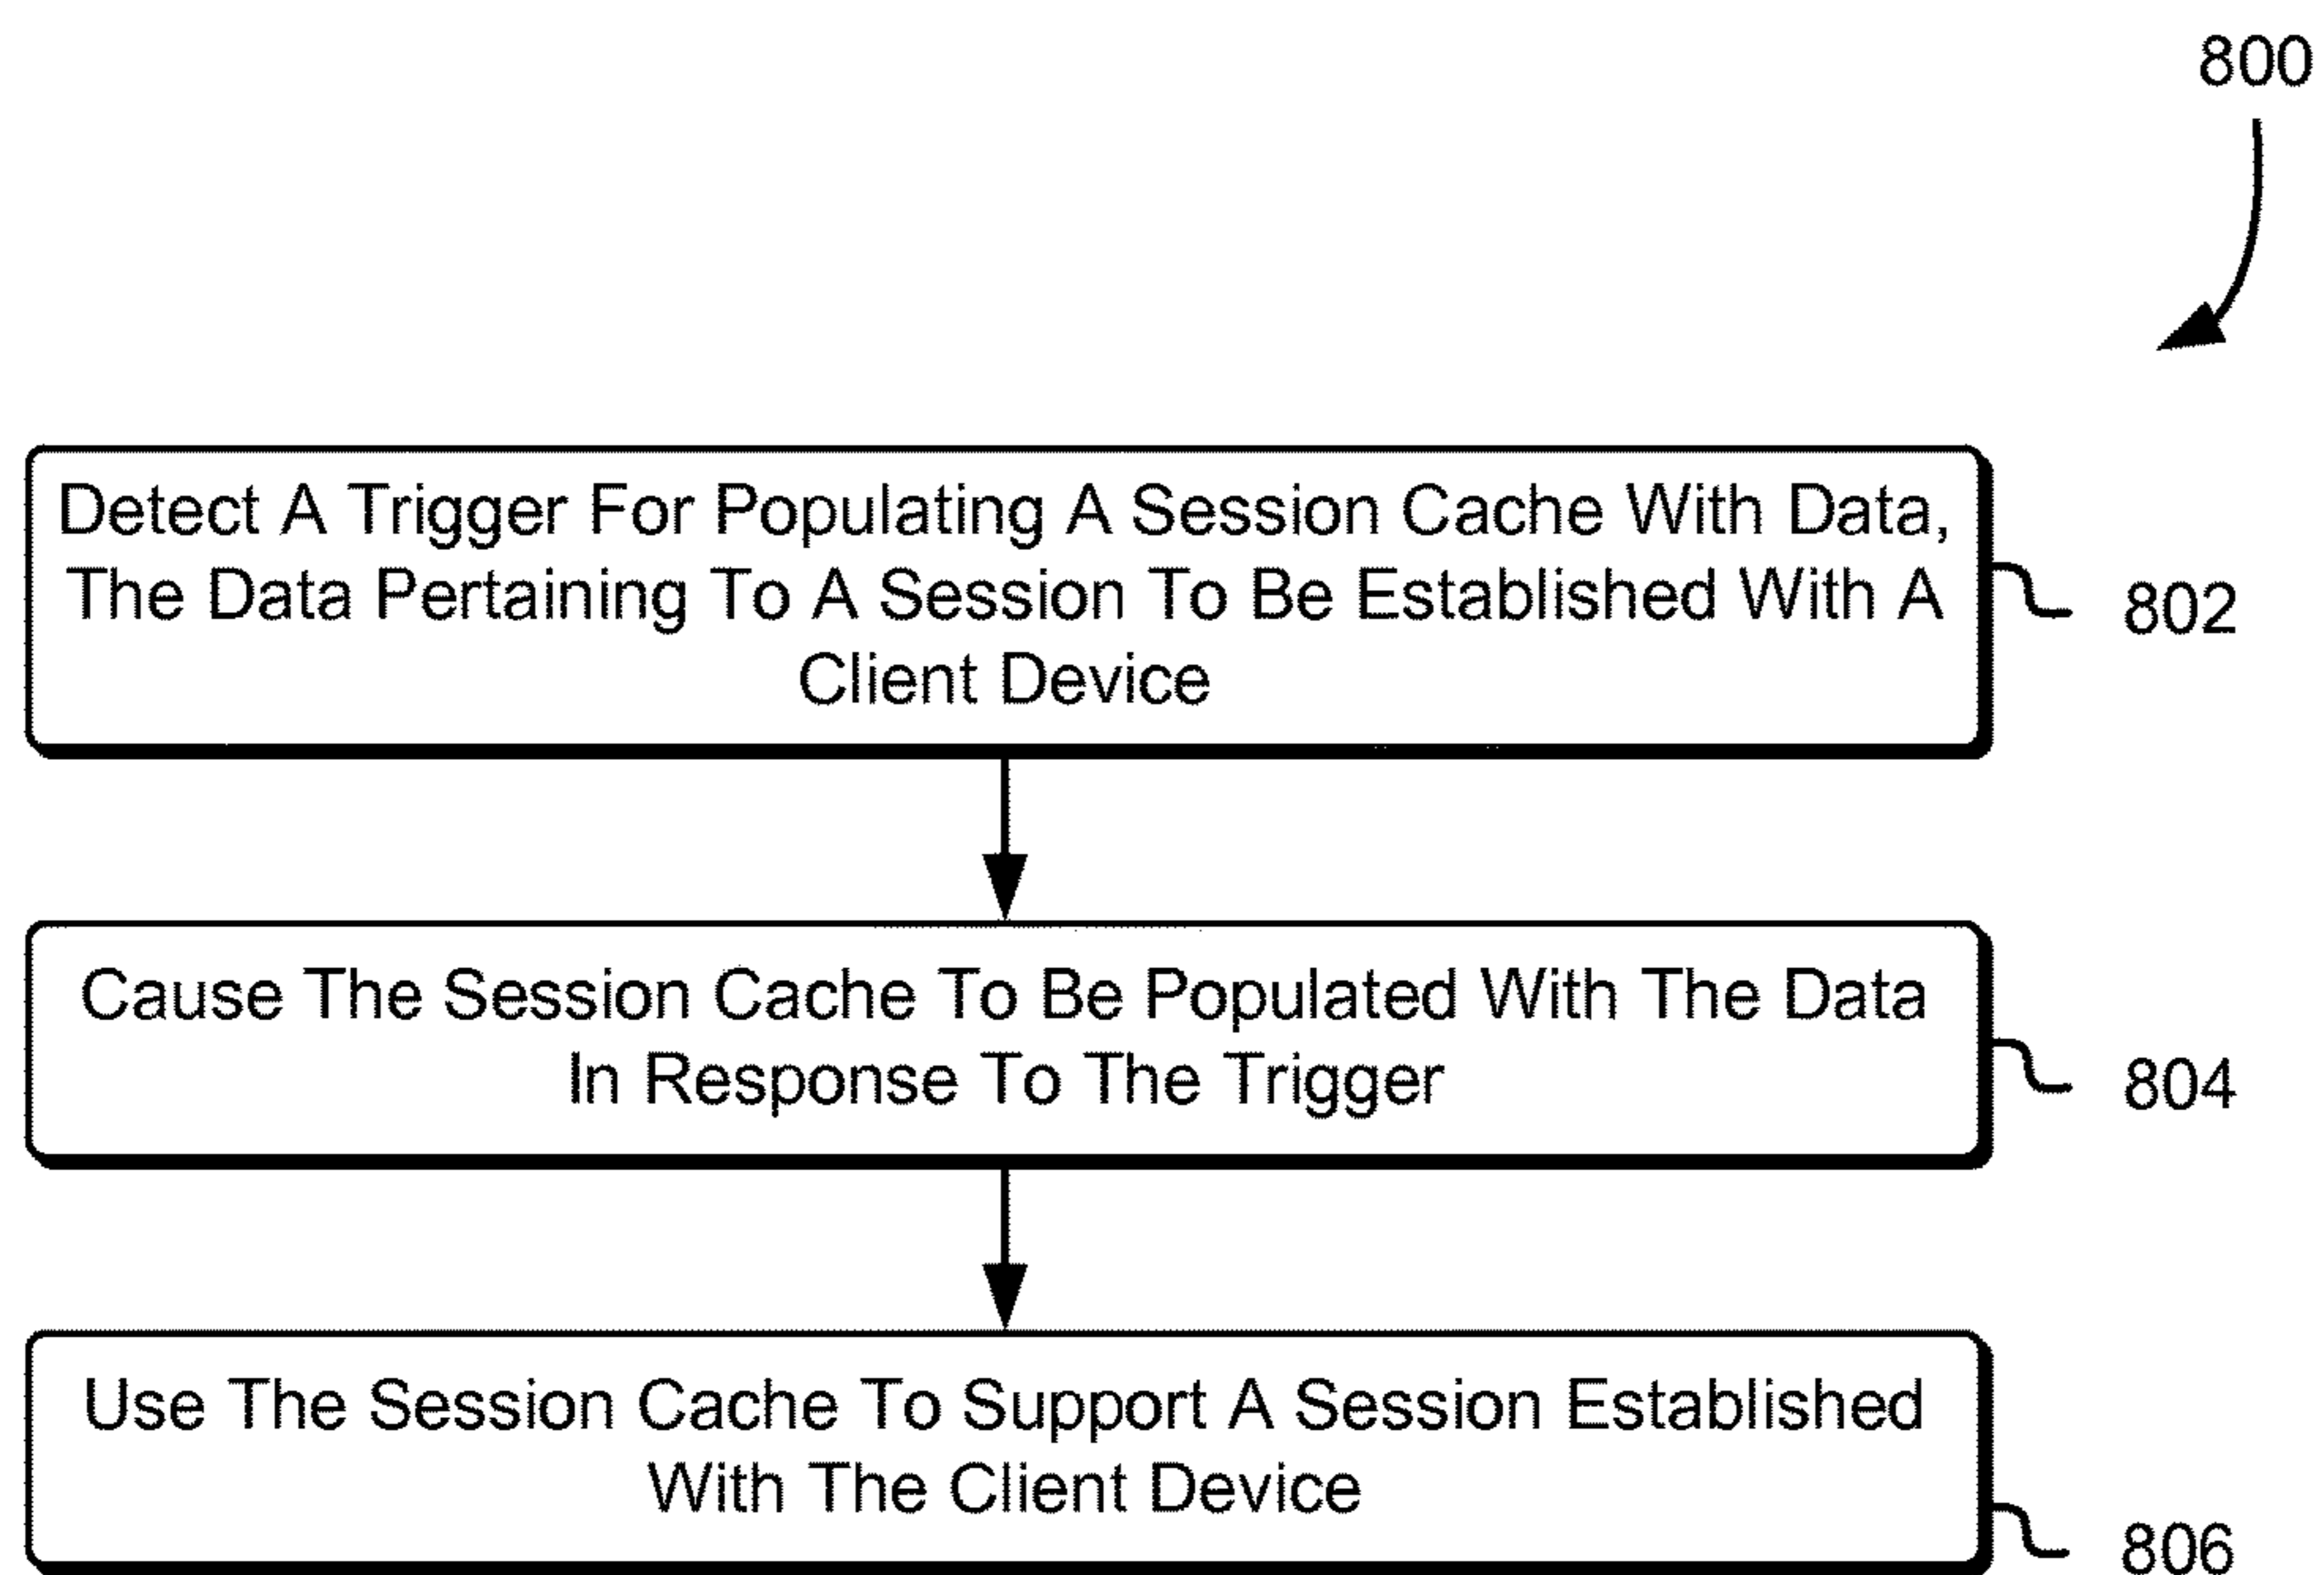 800
Detect A Trigger For Populating A Session Cache With Data,
The Data Pertaining To A Session To Be Established With A
Client Device
802
Cause The Session Cache To Be Populated With The Data
In Response To The Trigger
804
Use The Session Cache To Support A Session Established
With The Client Device
806